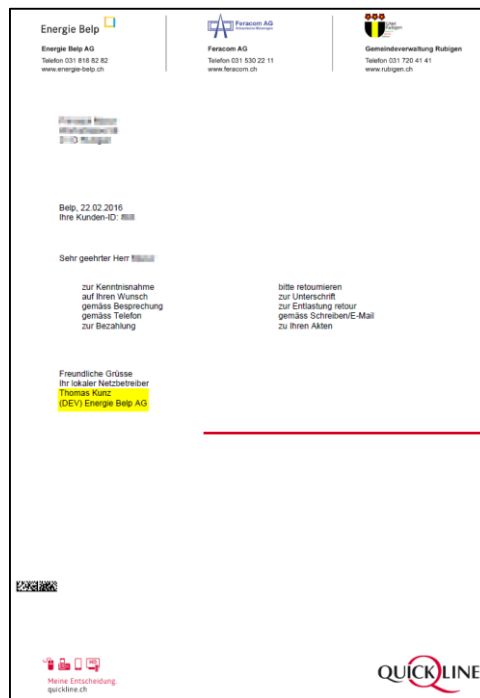 Energie Belp
Energie Belp AG
Telefon 031 818 82 82
www.energie-belp.ch
Feracom AG
Feracom AG
Telefon 031 530 22 11
www.feracom.ch
Gemeindeverwaltung Rubigen
Telefon 031 720 41 41
www.rubigen.ch
Belp, 22.02.2016
Ihre Kunden-ID:
Sehr geehrter Herr
zur Kenntnisnahme
auf Ihren Wunsch
gemäss Besprechung
gemäss Telefon
zur Bezahlung
bitte retournieren
zur Unterschrift
zur Entlastung retour
gemäss Schreiben/E-Mail
zu Ihren Akten
Freundliche Grüsse
Ihr lokaler Netzbetreiber
Thomas Kunz
(DEV) Energie Belp AG
Meine Entscheidung.
quickline.ch
QUICKLINE